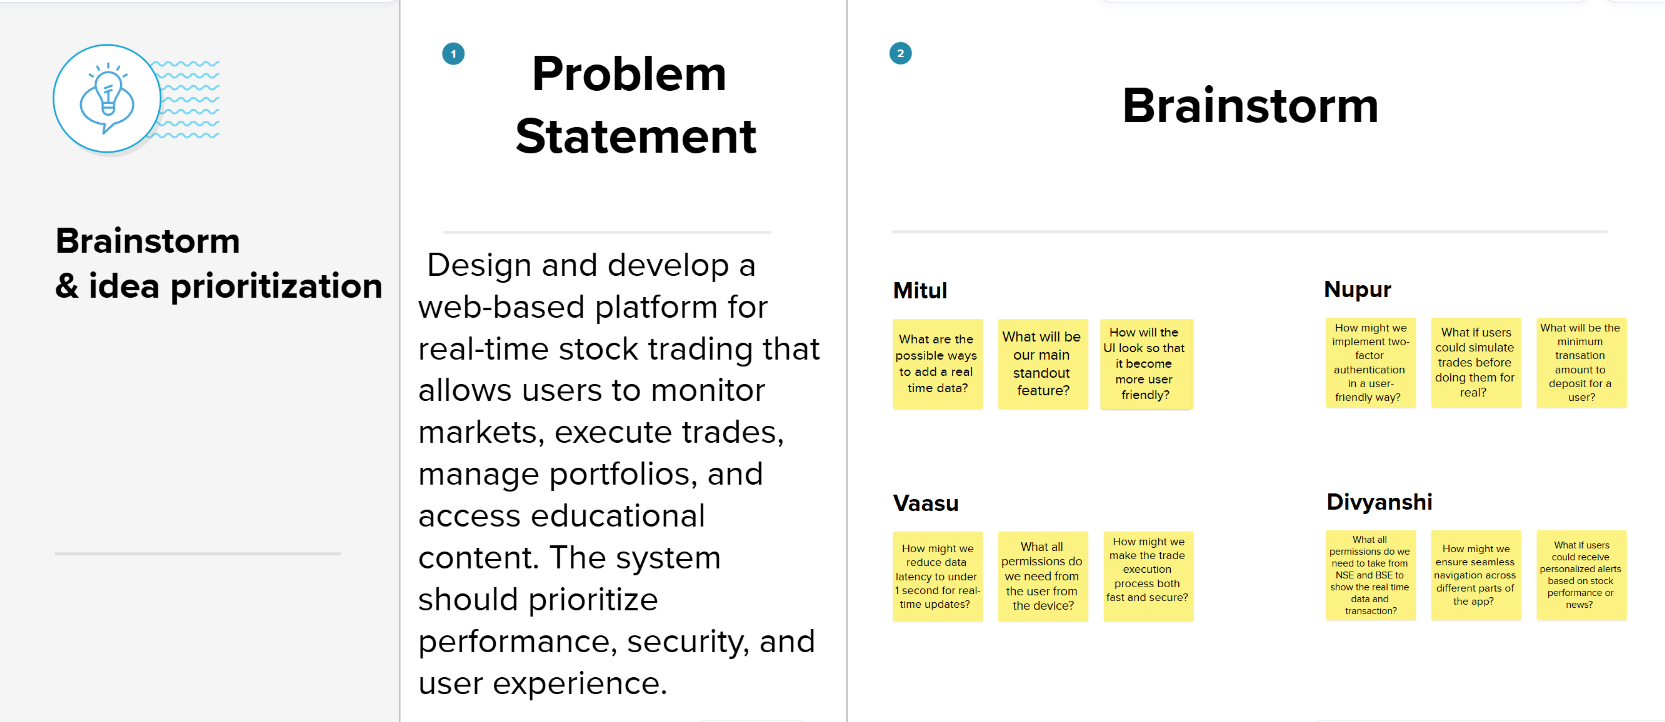 Brainstorm
& idea prioritization
1
Problem
Statement
Design and develop a
web-based platform for
real-time stock trading that
allows users to monitor
markets, execute trades,
manage portfolios, and
access educational
content. The system
should prioritize
performance, security, and
user experience.
2
Brainstorm
Mitul
What are the
possible ways
to add a real
time data?
What will be
our main
standout
feature?
How will the
UI look so that
it become
more user
friendly?
Nupur
How might we
implement two-
factor
authentication
in a user-
friendly way?
What if users
could simulate
trades before
doing them for
real?
What will be the
minimum
transation
amount to
deposit for a
user?
Vaasu
How might we
reduce data
latency to under
1 second for real-
time updates?
What all
permissions do
we need from
the user from
the device?
How might we
make the trade
execution
process both
fast and secure?
Divyanshi
What all
permissions do we
need to take from
NSE and BSE to
show the real time
data and
transaction?
How might we
ensure seamless
navigation across
different parts of
the app?
What if users
could receive
personalized alerts
based on stock
performance or
news?